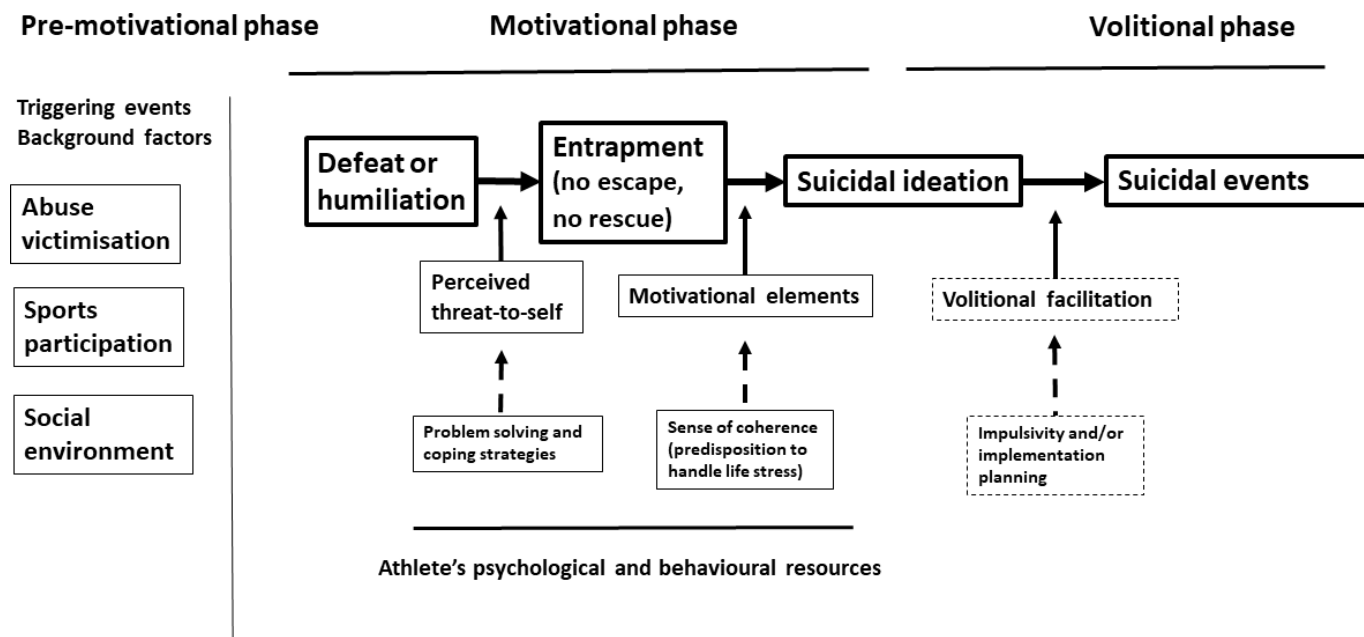 Pre-motivational phase
Motivational phase
Volitional phase
Triggering events
Background factors
Abuse
victimisation
Sports
participation
Social
environment
Defeat or
humiliation
Entrapment
(no escape,
no rescue)
Suicidal ideation
Suicidal events
Perceived
threat-to-self
Motivational elements
Volitional facilitation
Problem solving and
coping strategies
Sense of coherence
(predisposition to
handle life stress)
Impulsivity and/or
implementation
planning
Athlete’s psychological and behavioural resources